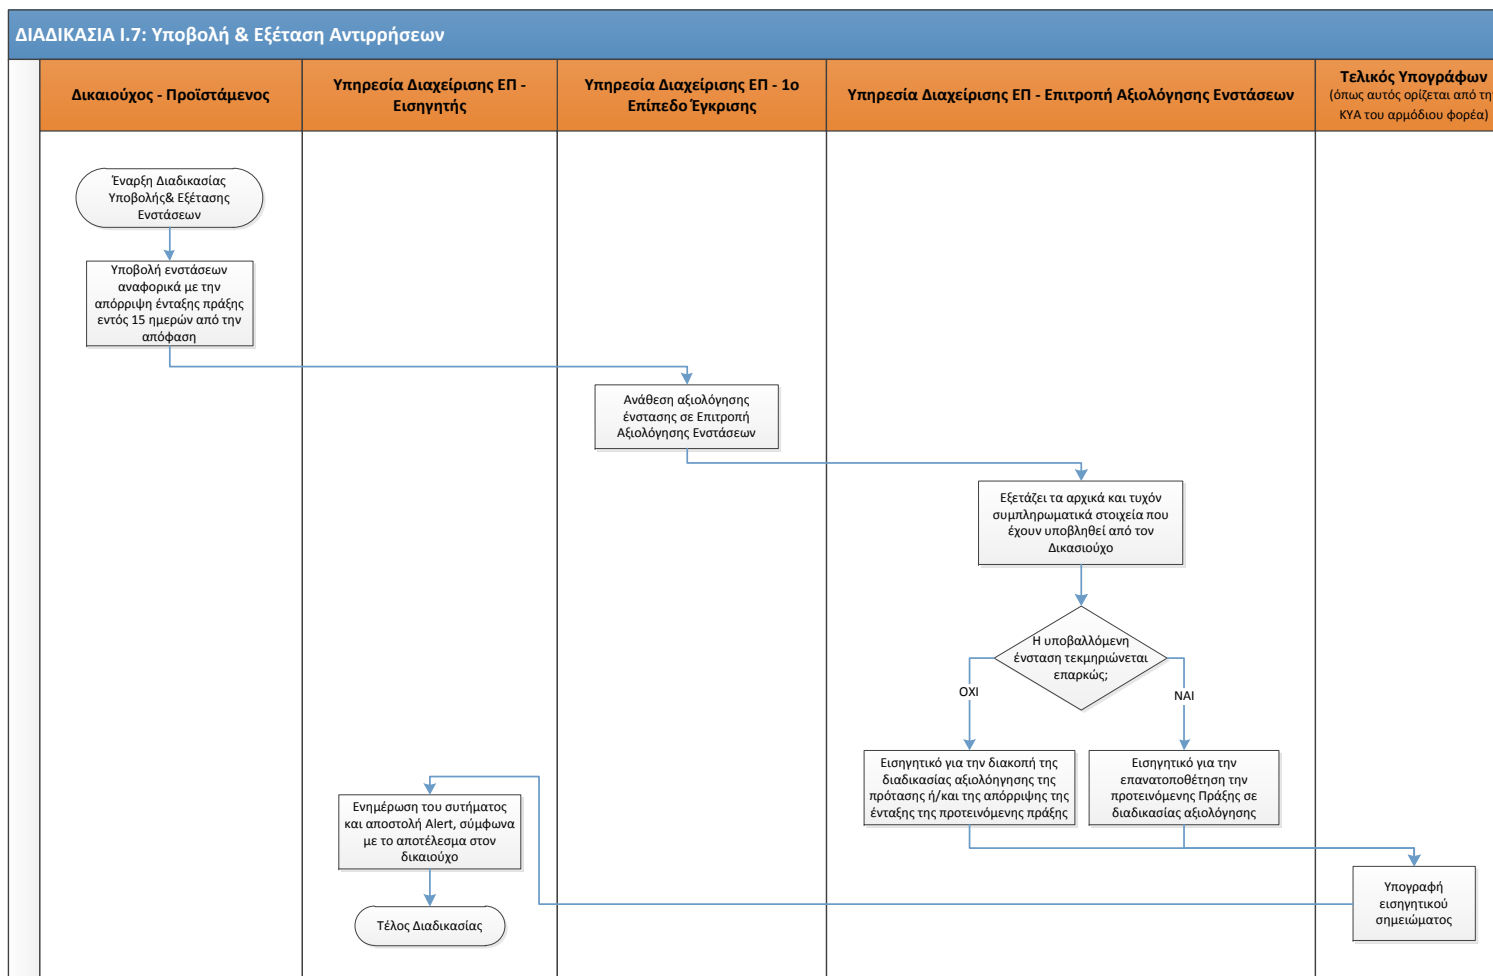 ΔΙΑΔΙΚΑΣΙΑ Ι.7: Υποβολή & Εξέταση Αντιρρήσεων
Δικαιούχος - Προϊστάμενος
Υπηρεσία Διαχείρισης ΕΠ -
Εισηγητής
Υπηρεσία Διαχείρισης ΕΠ - 1ο
Επίπεδο Έγκρισης
Υπηρεσία Διαχείρισης ΕΠ - Επιτροπή Αξιολόγησης Ενστάσεων
Τελικός Υπογράφων
(όπως αυτός ορίζεται από τη
ΚΥΑ του αρμόδιου φορέα)
Έναρξη Διαδικασίας
Υποβολής& Εξέτασης
Ενστάσεων
Υποβολή ενστάσεων
αναφορικά με την
απόρριψη ένταξης πράξης
εντός 15 ημερών από την
απόφαση
Ανάθεση αξιολόγησης
ένστασης σε Επιτροπή
Αξιολόγησης Ενστάσεων
Εξετάζει τα αρχικά και τυχόν
συμπληρωματικά στοιχεία που
έχουν υποβληθεί από τον
Δικασιούχο
Η υποβαλλόμενη
ένσταση τεκμηριώνεται
επαρκώς;
ΟΧΙ
ΝΑΙ
Εισηγητικό για την διακοπή της
διαδικασίας αξιολόηγησης της
πρότασης ή/και της απόρριψης της
ένταξης της προτεινόμενης πράξης
Εισηγητικό για την
επανατοποθέτηση την
προτεινόμενης Πράξης σε
διαδικασίας αξιολόγησης
Ενημέρωση του συτήματος
και αποστολή Alert, σύμφωνα
με το αποτέλεσμα στον
δικαιούχο
Τέλος Διαδικασίας
Υπογραφή
εισηγητικού
σημειώματος